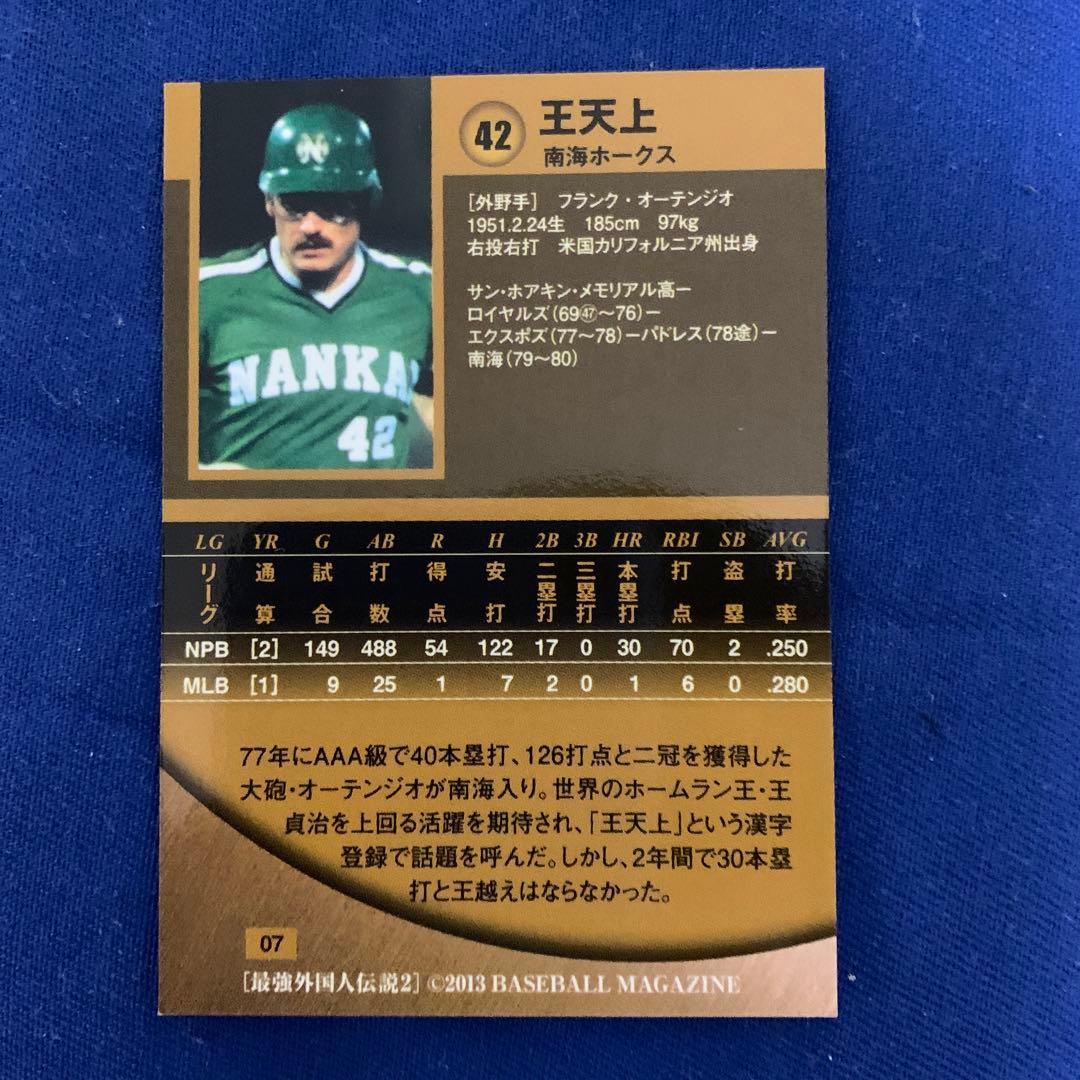 N
NANKA
42
42 王天上
南海ホークス
[外野手] フランク・オーテンジオ
1951.2.24生 185cm 97kg
右投右打 米国カリフォルニア州出身
サン・ホアキン・メモリアル高ー
ロイヤルズ(69㊼〜76)ー
エクスポズ(77〜78)ーパドレス(78途)ー
南海(79〜80)
LG YR G AB R H 2B 3B HR RBI SB AVG
リーグ 通算 試合 打数 得点 安打 二塁打 三塁打 本塁打 打点 盗塁 打率
NPB [2] 149 488 54 122 17 0 30 70 2 .250
MLB [1] 9 25 1 7 2 0 1 6 0 .280
77年にAAA級で40本塁打、126打点と二冠を獲得した
大砲・オーテンジオが南海入り。世界のホームラン王・王
貞治を上回る活躍を期待され、「王天上」という漢字
登録で話題を呼んだ。しかし、2年間で30本塁
打と王越えはならなかった。
07
[最強外国人伝説2] ©2013 BASEBALL MAGAZINE